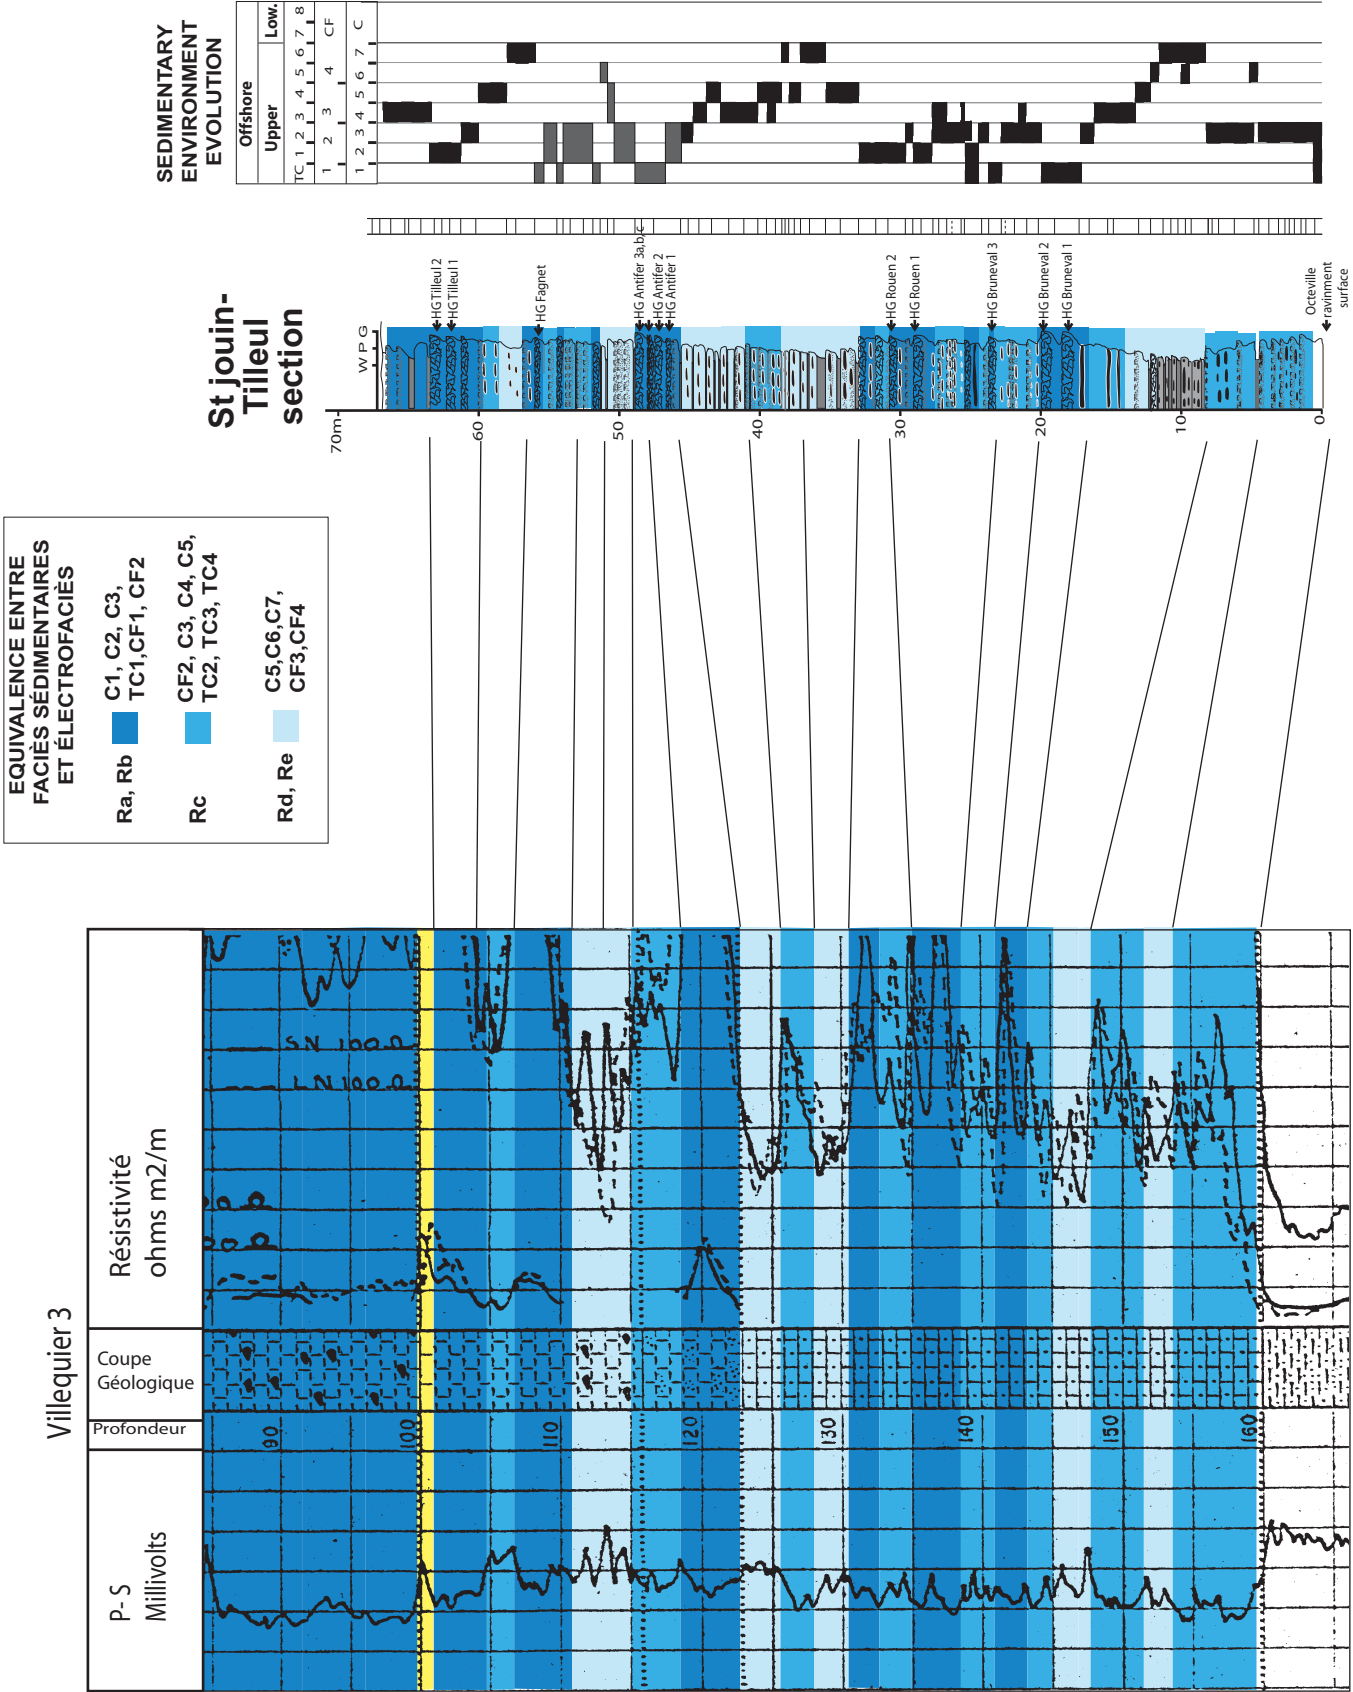 SEDIMENTARY
ENVIRONMENT
EVOLUTION
Offshore
Upper
Low.
TC 1 2 3 4 5 6 7 8
1 2 3 4 CF
1 2 3 4 5 6 7 C
St jouin-
Tilleul
section
W P G
HG Tilleul 2
HG Tilleul 1
HG Fagnet
HG Antifer 3a,b,c
HG Antifer 2
HG Antifer 1
HG Rouen 2
HG Rouen 1
HG Bruneval 3
HG Bruneval 2
HG Bruneval 1
Octeville
ravinment
surface
70m
60
50
40
30
20
10
0
EQUIVALENCE ENTRE
FACIÈS SÉDIMENTAIRES
ET ÉLECTROFACIÈS
Ra, Rb C1, C2, C3,
TC1,CF1, CF2
Rc CF2, C3, C4, C5,
TC2, TC3, TC4
Rd, Re C5,C6,C7,
CF3,CF4
Villequier 3
Résistivité
ohms m2/m
SN 100 Ω
LN 100 Ω
Coupe
Géologique
Profondeur
90
100
110
120
130
140
150
160
P- S
Millivolts